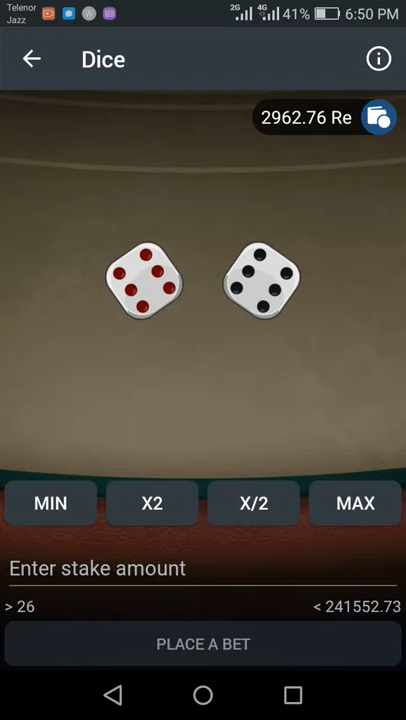 Telenor
Jazz
2G
4G
41%
6:50 PM
Dice
2962.76 Re
MIN
X2
X/2
MAX
Enter stake amount
> 26
< 241552.73
PLACE A BET